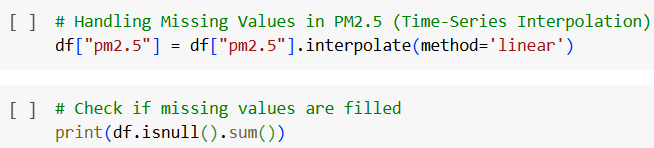 [ ] # Handling Missing Values in PM2.5 (Time-Series Interpolation)
df["pm2.5"] = df["pm2.5"].interpolate(method='linear')
[ ] # Check if missing values are filled
print(df.isnull().sum())